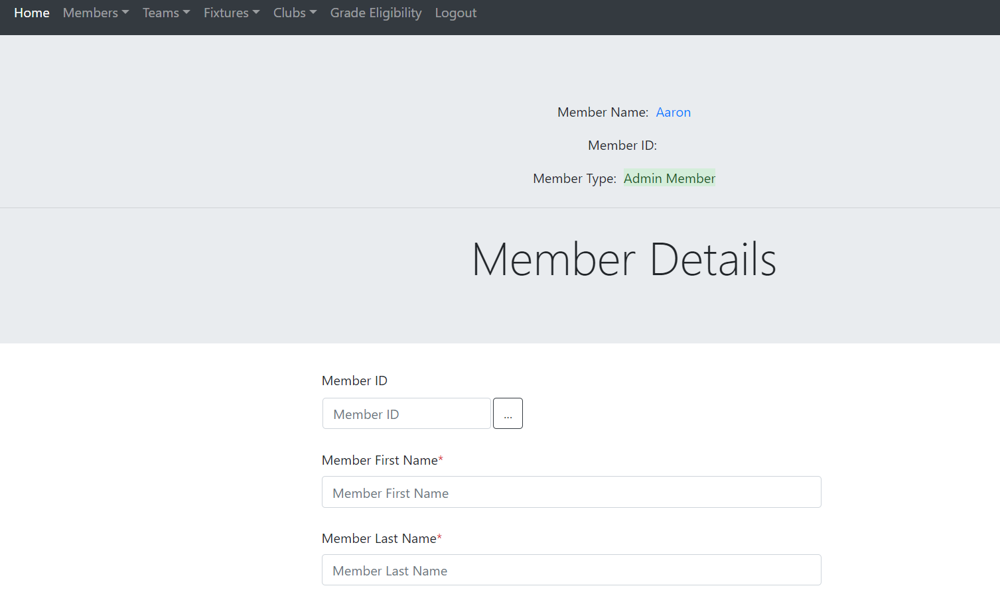 Home Members Teams Fixtures Clubs Grade Eligibility Logout
Member Name: Aaron
Member ID:
Member Type: Admin Member
Member Details
Member ID
Member ID ...
Member First Name*
Member First Name
Member Last Name*
Member Last Name